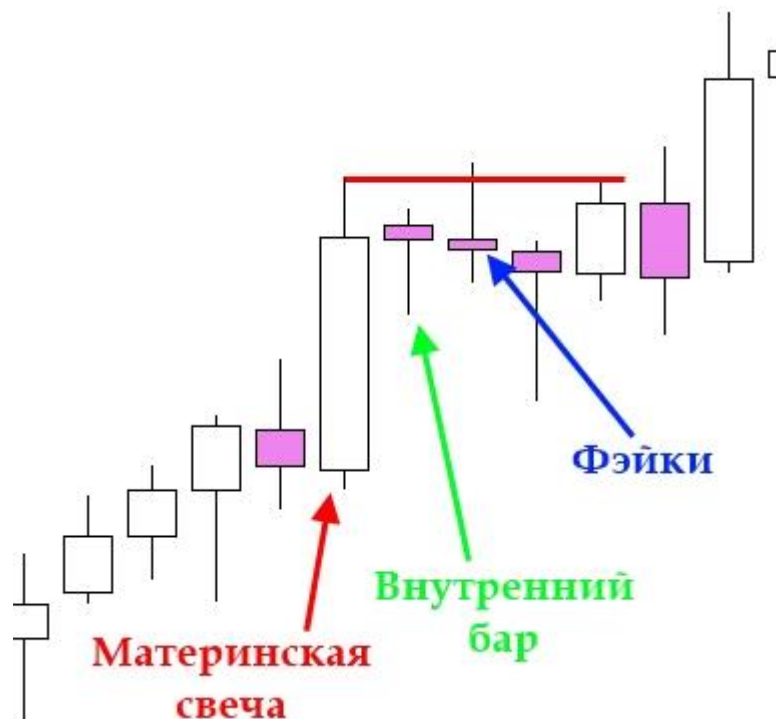 Фэйки
Внутренний
бар
Материнская
свеча